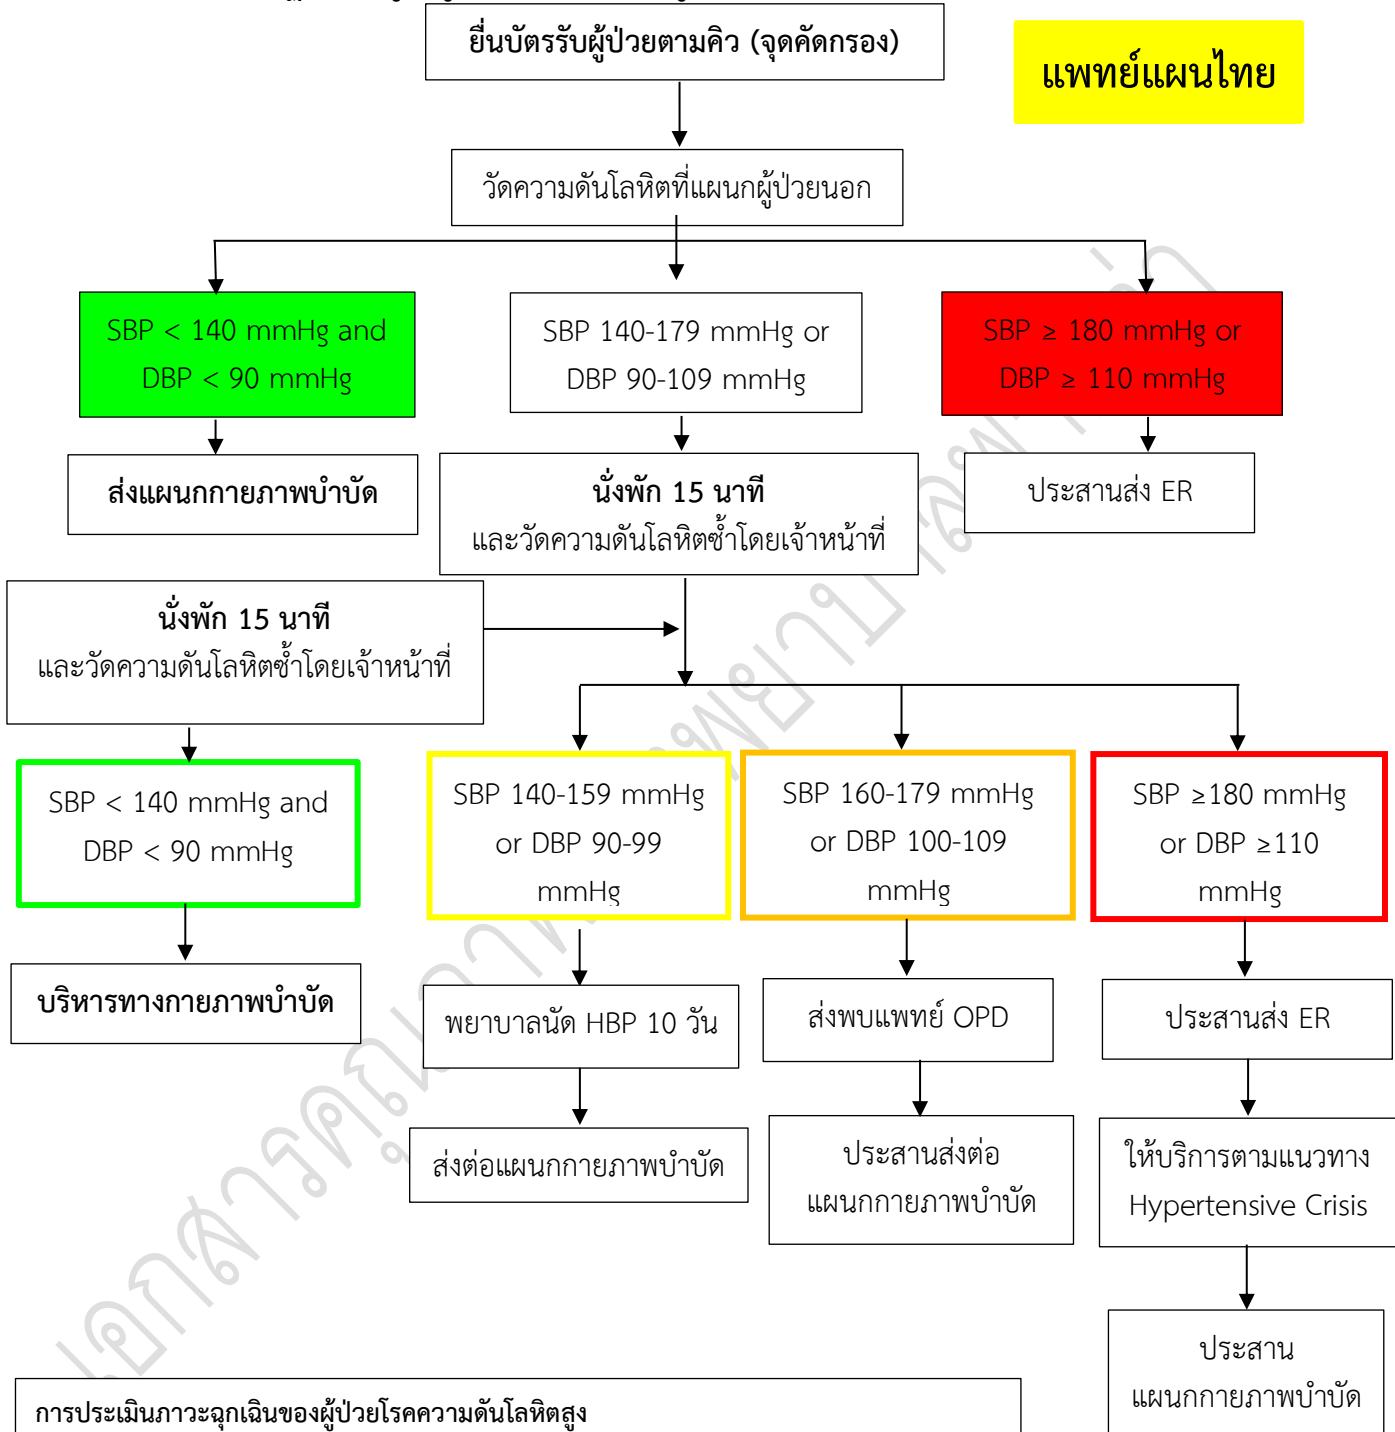 ยื่นบัตรรับผู้ป่วยตามคิว (จุดคัดกรอง)
แพทย์แผนไทย
วัดความดันโลหิตที่แผนกผู้ป่วยนอก
SBP < 140 mmHg and
DBP < 90 mmHg
SBP 140-179 mmHg or
DBP 90-109 mmHg
SBP ≥ 180 mmHg or
DBP ≥ 110 mmHg
ส่งแผนกกายภาพบำบัด
นั่งพัก 15 นาที
และวัดความดันโลหิตซ้ำโดยเจ้าหน้าที่
ประสานส่ง ER
นั่งพัก 15 นาที
และวัดความดันโลหิตซ้ำโดยเจ้าหน้าที่
SBP < 140 mmHg and
DBP < 90 mmHg
SBP 140-159 mmHg
or DBP 90-99
mmHg
SBP 160-179 mmHg
or DBP 100-109
mmHg
SBP ≥180 mmHg
or DBP ≥110
mmHg
บริหารทางกายภาพบำบัด
พยาบาลนัด HBP 10 วัน
ส่งพบแพทย์ OPD
ประสานส่ง ER
ส่งต่อแผนกกายภาพบำบัด
ประสานส่งต่อ
แผนกกายภาพบำบัด
ให้บริการตามแนวทาง
Hypertensive Crisis
ประสาน
แผนกกายภาพบำบัด
การประเมินภาวะฉุกเฉินของผู้ป่วยโรคความดันโลหิตสูง